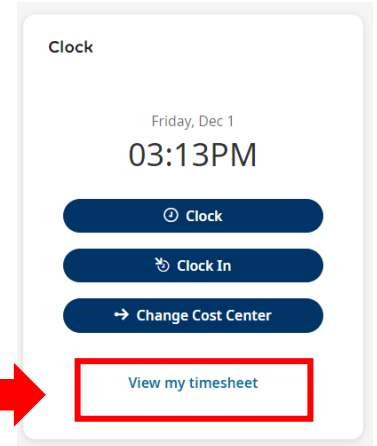 Clock
Friday, Dec 1
03:13PM
Clock
Clock In
Change Cost Center
View my timesheet